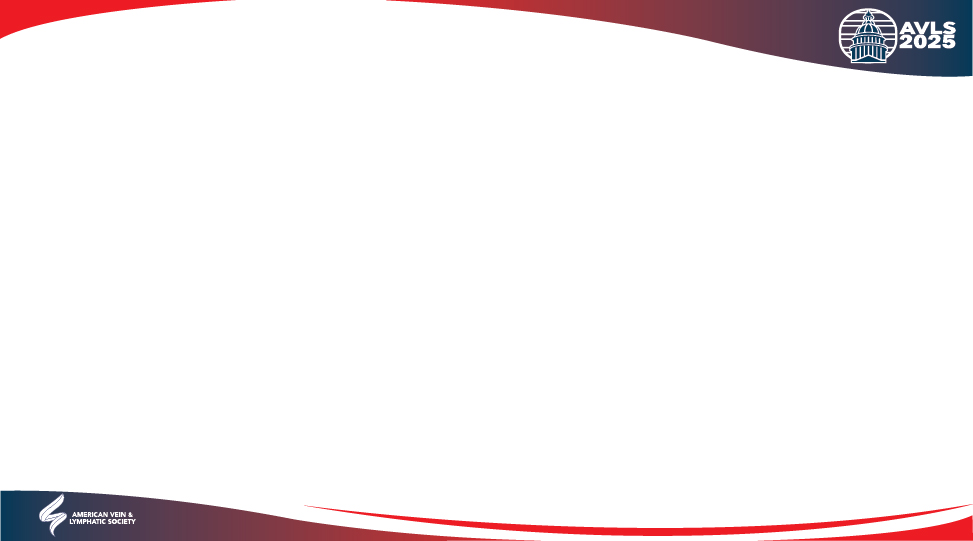 AVLS
2025
AMERICAN VEIN &
LYMPHATIC SOCIETY